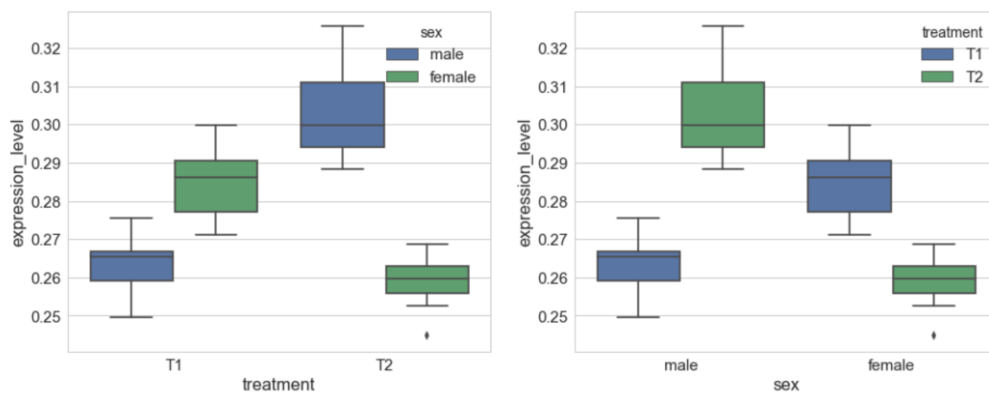 expression_level
0.32
0.31
0.30
0.29
0.28
0.27
0.26
0.25
sex
male
female
T1
T2
treatment
expression_level
0.32
0.31
0.30
0.29
0.28
0.27
0.26
0.25
treatment
T1
T2
male
female
sex